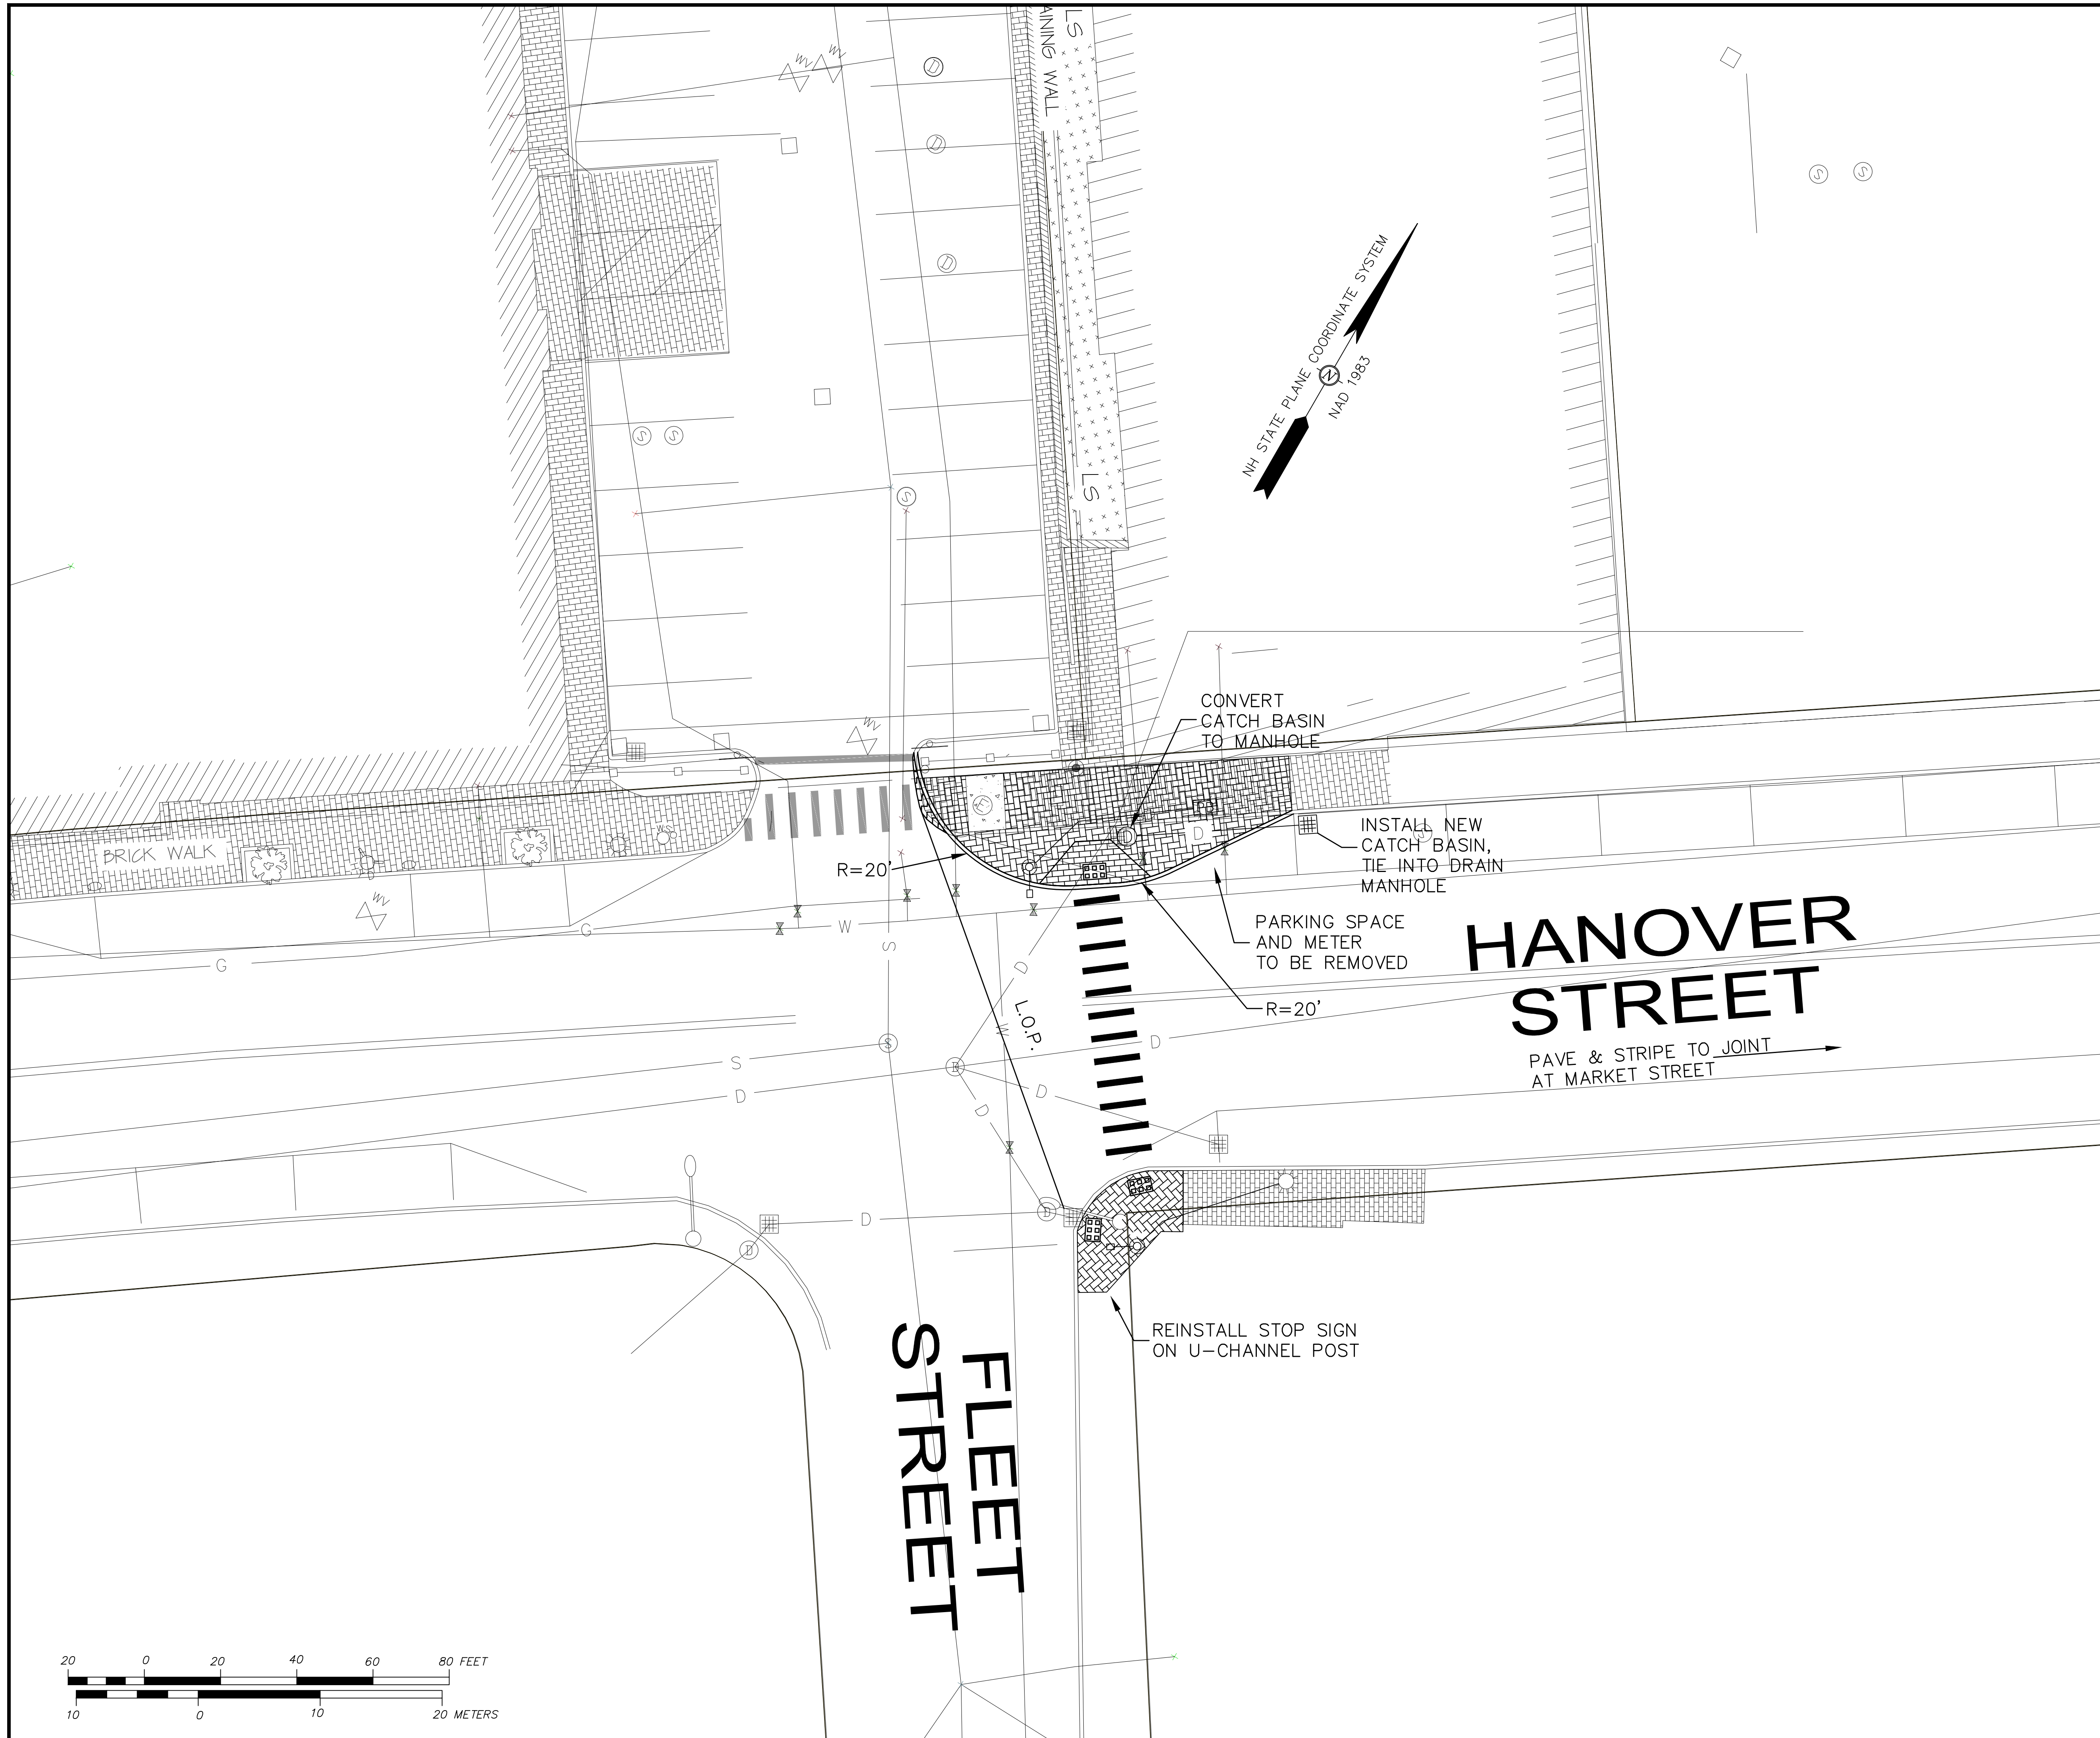 AINING WALL
LS
W
W
D
D
D
S
S
NH STATE PLANE COORDINATE SYSTEM
N
NAD 1983
S
S
S
LS
CONVERT
CATCH BASIN
TO MANHOLE
W
INSTALL NEW
CATCH BASIN,
TIE INTO DRAIN
MANHOLE
S
D
E
BRICK WALK
WS
R=20'
PARKING SPACE
AND METER
TO BE REMOVED
HANOVER
STREET
W
W
G
G
S
D
R=20'
L.O.P.
W
PAVE & STRIPE TO JOINT
AT MARKET STREET
S
S
D
D
D
D
D
D
D
D
REINSTALL STOP SIGN
ON U-CHANNEL POST
FLEET
STREET
20 0 20 40 60 80 FEET
10 0 10 20 METERS